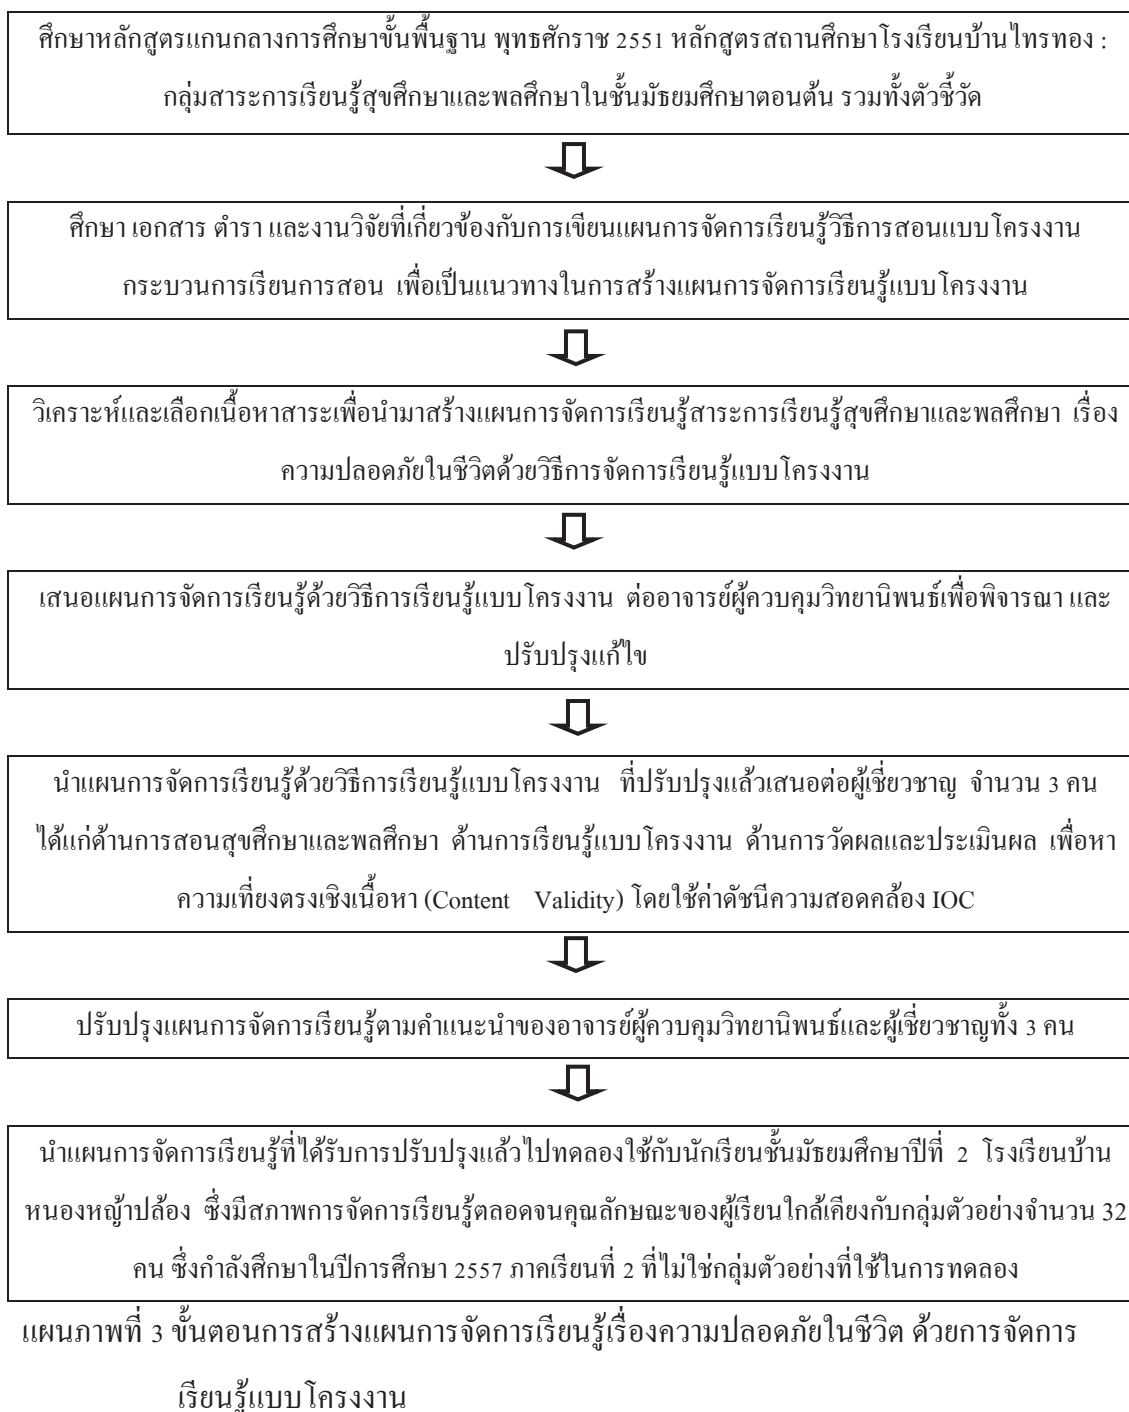 ศึกษาหลักสูตรแกนกลางการศึกษาขั้นพื้นฐาน พุทธศักราช 2551 หลักสูตรสถานศึกษาโรงเรียนบ้านไทรทอง :
กลุ่มสาระการเรียนรู้สุขศึกษาและพลศึกษาในชั้นมัธยมศึกษาตอนต้น รวมทั้งตัวชี้วัด
ศึกษา เอกสาร ตำรา และงานวิจัยที่เกี่ยวข้องกับการเขียนแผนการจัดการเรียนรู้วิธีการสอนแบบโครงงาน
กระบวนการเรียนการสอน เพื่อเป็นแนวทางในการสร้างแผนการจัดการเรียนรู้แบบโครงงาน
วิเคราะห์และเลือกเนื้อหาสาระเพื่อนำมาสร้างแผนการจัดการเรียนรู้สาระการเรียนรู้สุขศึกษาและพลศึกษา เรื่อง
ความปลอดภัยในชีวิตด้วยวิธีการจัดการเรียนรู้แบบโครงงาน
เสนอแผนการจัดการเรียนรู้ด้วยวิธีการเรียนรู้แบบโครงงาน ต่ออาจารย์ผู้ควบคุมวิทยานิพนธ์เพื่อพิจารณา และ
ปรับปรุงแก้ไข
นำแผนการจัดการเรียนรู้ด้วยวิธีการเรียนรู้แบบโครงงาน ที่ปรับปรุงแล้วเสนอต่อผู้เชี่ยวชาญ จำนวน 3 คน
ได้แก่ด้านการสอนสุขศึกษาและพลศึกษา ด้านการเรียนรู้แบบโครงงาน ด้านการวัดผลและประเมินผล เพื่อหา
ความเที่ยงตรงเชิงเนื้อหา (Content Validity) โดยใช้ค่าดัชนีความสอดคล้อง IOC
ปรับปรุงแผนการจัดการเรียนรู้ตามคำแนะนำของอาจารย์ผู้ควบคุมวิทยานิพนธ์และผู้เชี่ยวชาญทั้ง 3 คน
นำแผนการจัดการเรียนรู้ที่ได้รับการปรับปรุงแล้วไปทดลองใช้กับนักเรียนชั้นมัธยมศึกษาปีที่ 2 โรงเรียนบ้าน
หนองหญ้าปล้อง ซึ่งมีสภาพการจัดการเรียนรู้ตลอดจนคุณลักษณะของผู้เรียนใกล้เคียงกับกลุ่มตัวอย่างจำนวน 32
คน ซึ่งกำลังศึกษาในปีการศึกษา 2557 ภาคเรียนที่ 2 ที่ไม่ใช่กลุ่มตัวอย่างที่ใช้ในการทดลอง
แผนภาพที่ 3 ขั้นตอนการสร้างแผนการจัดการเรียนรู้เรื่องความปลอดภัยในชีวิต ด้วยการจัดการ
เรียนรู้แบบโครงงาน